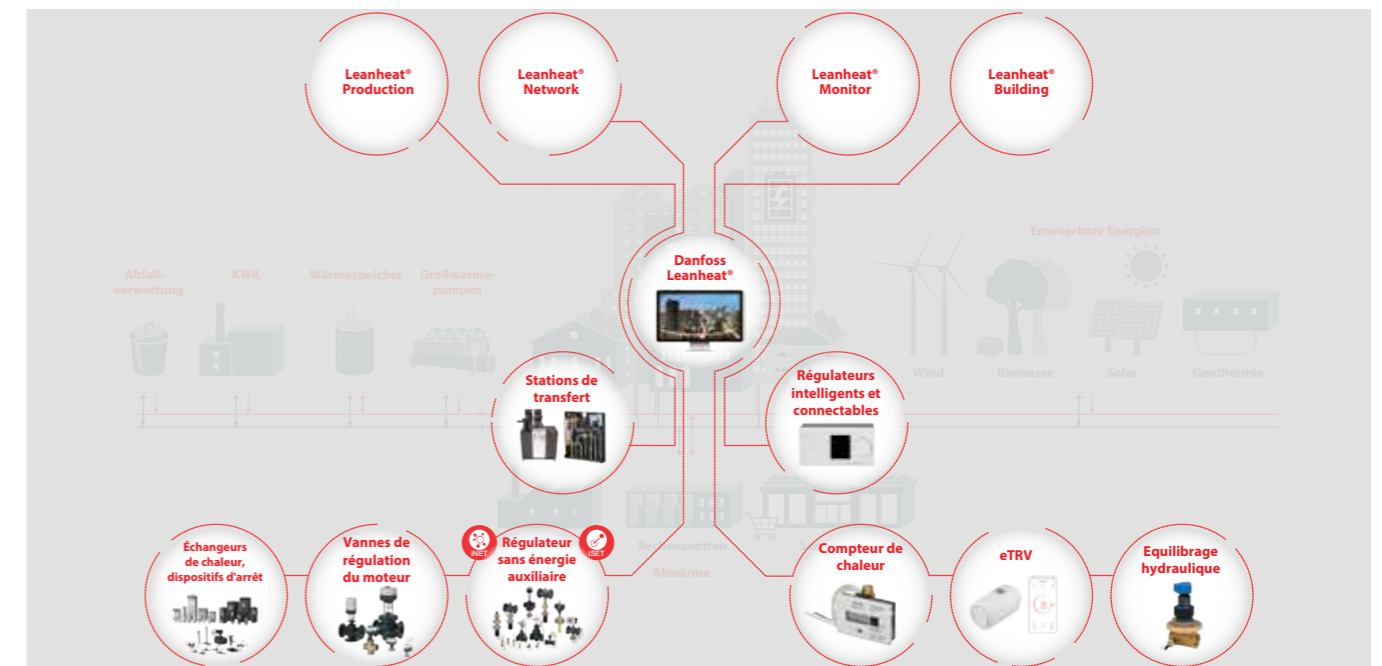 Leanheat®
Production
Leanheat®
Network
Leanheat®
Monitor
Leanheat®
Building
Erneuerbare Energien
Danfoss
Leanheat®
Abfall-
verwertung
KWK
Wärmespeicher
Großwärme-
pumpen
Wind
Biomasse
Solar
Geothermie
Stations de
transfert
Régulateurs
intelligents et
connectables
Échangeurs
de chaleur,
dispositifs d'arrêt
Vannes de
régulation
du moteur
iNET
Régulateur
sans énergie
auxiliaire
iSET
Rechenzentren
Abwärme
Compteur de
chaleur
eTRV
Equilibrage
hydraulique